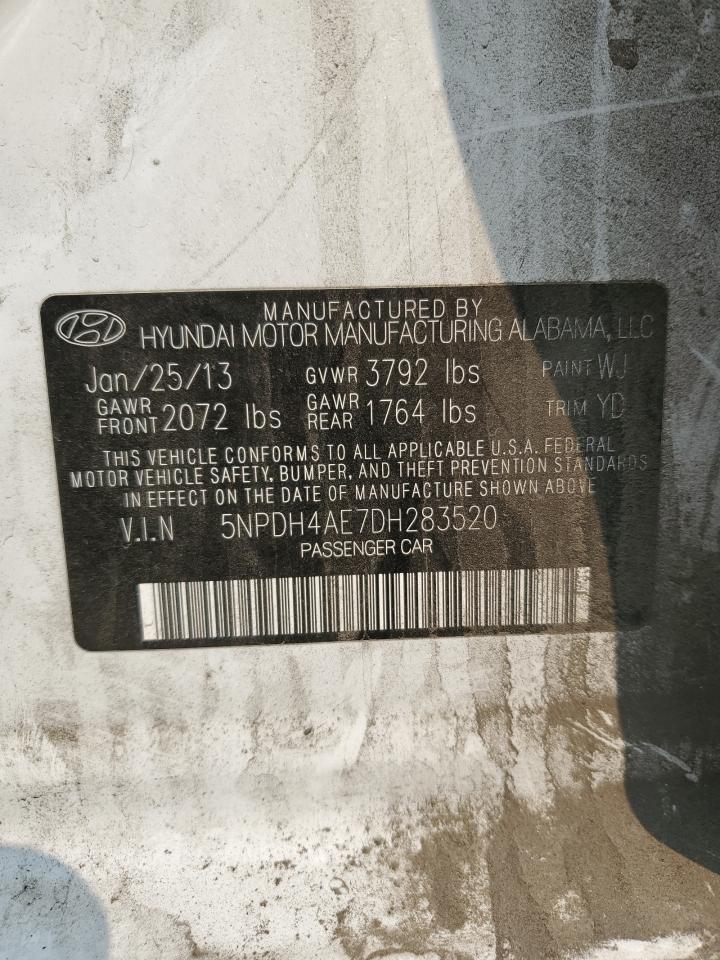 MANUFACTURED BY
HYUNDAI MOTOR MANUFACTURING ALABAMA, LLC
Jan/25/13 GVWR 3792 lbs PAINT WJ
GAWR FRONT 2072 lbs GAWR REAR 1764 lbs TRIM YD
THIS VEHICLE CONFORMS TO ALL APPLICABLE U.S.A. FEDERAL
MOTOR VEHICLE SAFETY, BUMPER, AND THEFT PREVENTION STANDARDS
IN EFFECT ON THE DATE OF MANUFACTURE SHOWN ABOVE
V.I.N 5NPDH4AE7DH283520
PASSENGER CAR